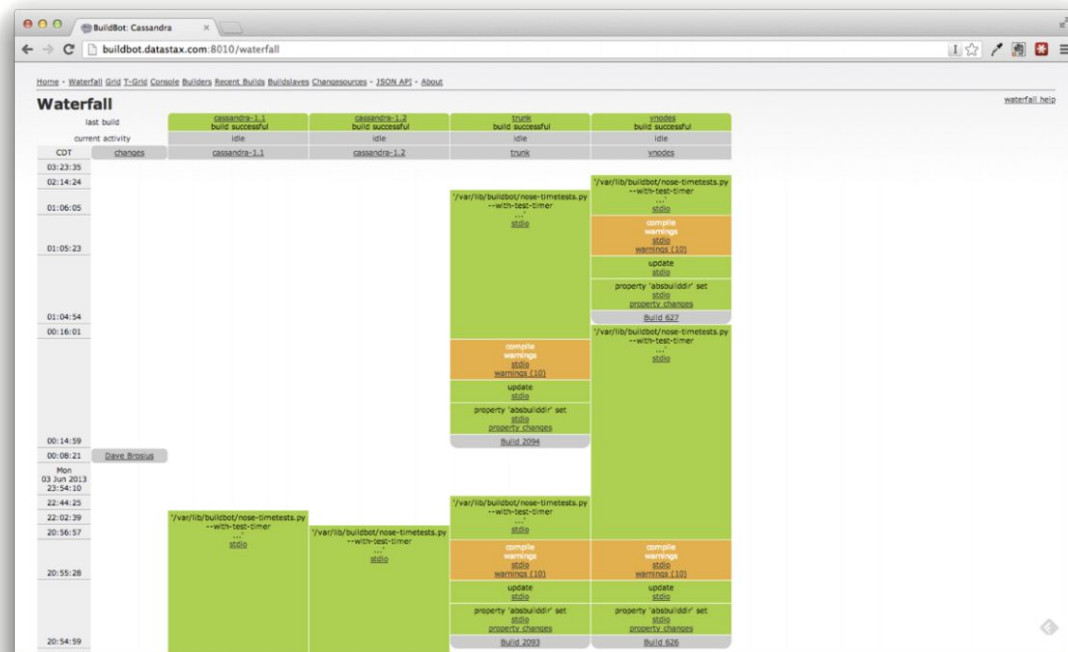 BuildBot: Cassandra
buildbot.datastax.com:8010/waterfall
Home - Waterfall Grid T-Grid Console Builders Recent Builds Buildslaves Changesources - JSON API - About
Waterfall
waterfall help
last build
cassandra-1.1
build successful
cassandra-1.2
build successful
trunk
build successful
vnodes
build successful
current activity
idle
idle
idle
idle
CDT
changes
cassandra-1.1
cassandra-1.2
trunk
vnodes
03:23:35
02:14:24
'/var/lib/buildbot/nose-timetests.py
--with-test-timer
...'
stdio
01:06:05
'/var/lib/buildbot/nose-timetests.py
--with-test-timer
...'
stdio
compile
warnings
stdio
warnings (10)
01:05:23
update
stdio
property 'absbuilddir' set
stdio
property changes
01:04:54
Build 627
00:16:01
'/var/lib/buildbot/nose-timetests.py
--with-test-timer
...'
stdio
compile
warnings
stdio
warnings (10)
update
stdio
property 'absbuilddir' set
stdio
property changes
00:14:59
Build 2094
00:08:21
Dave Brosius
Mon
03 Jun 2013
23:54:10
22:44:25
'/var/lib/buildbot/nose-timetests.py
--with-test-timer
...'
stdio
22:02:39
'/var/lib/buildbot/nose-timetests.py
--with-test-timer
...'
stdio
20:56:57
'/var/lib/buildbot/nose-timetests.py
--with-test-timer
...'
stdio
compile
warnings
stdio
warnings (10)
compile
warnings
stdio
warnings (10)
20:55:28
update
stdio
update
stdio
property 'absbuilddir' set
stdio
property changes
property 'absbuilddir' set
stdio
property changes
20:54:59
Build 2093
Build 626